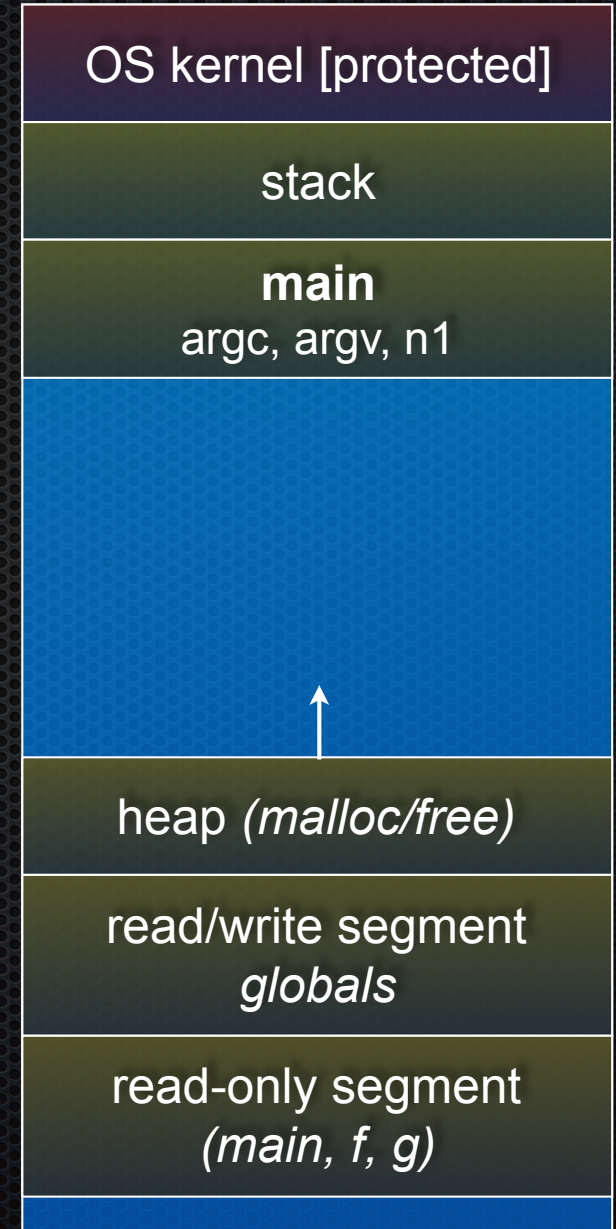 OS kernel [protected]
stack
main
argc, argv, n1
heap (malloc/free)
read/write segment
globals
read-only segment
(main, f, g)